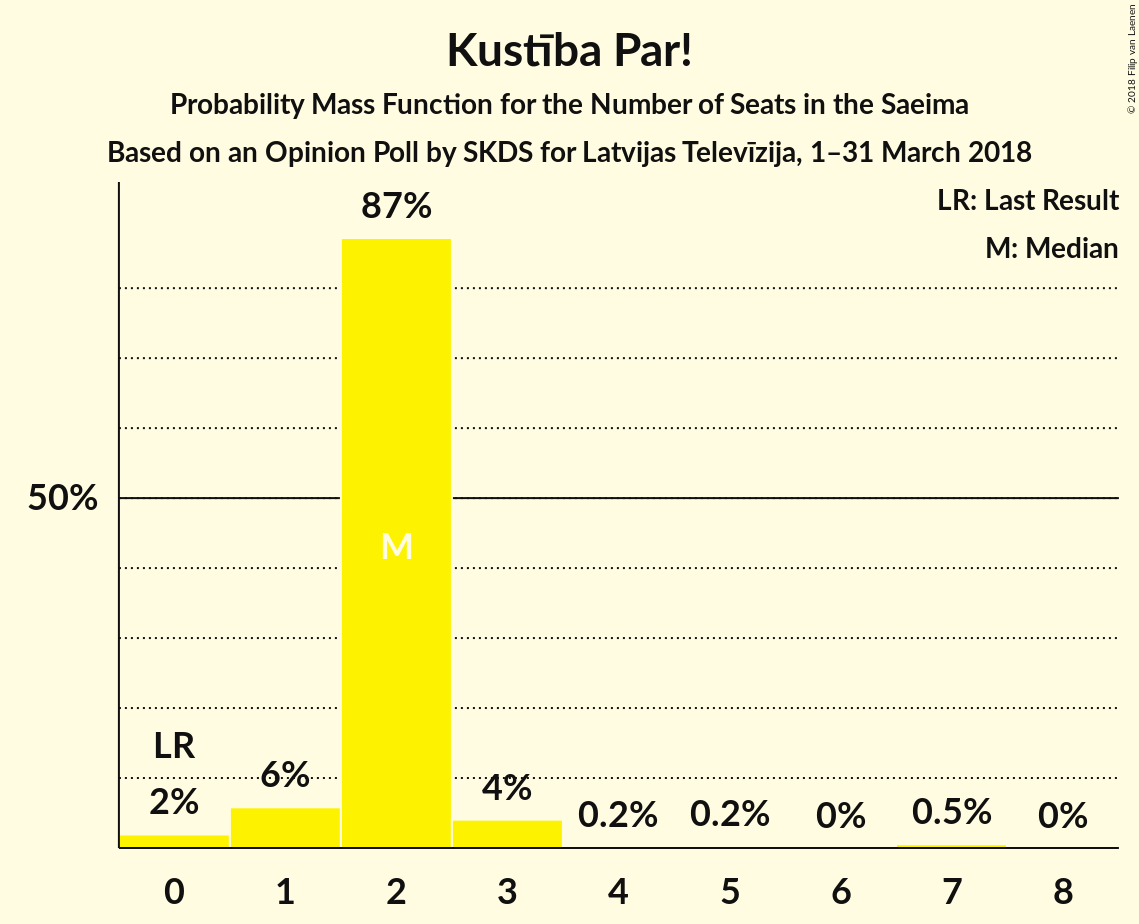 Kustība Par!
Probability Mass Function for the Number of Seats in the Saeima
Based on an Opinion Poll by SKDS for Latvijas Televīzija, 1–31 March 2018
© 2018 Filip van Laenen
LR: Last Result
M: Median
87%
50%
M
LR
2%
6%
4%
0.2%
0.2%
0%
0.5%
0%
0 1 2 3 4 5 6 7 8